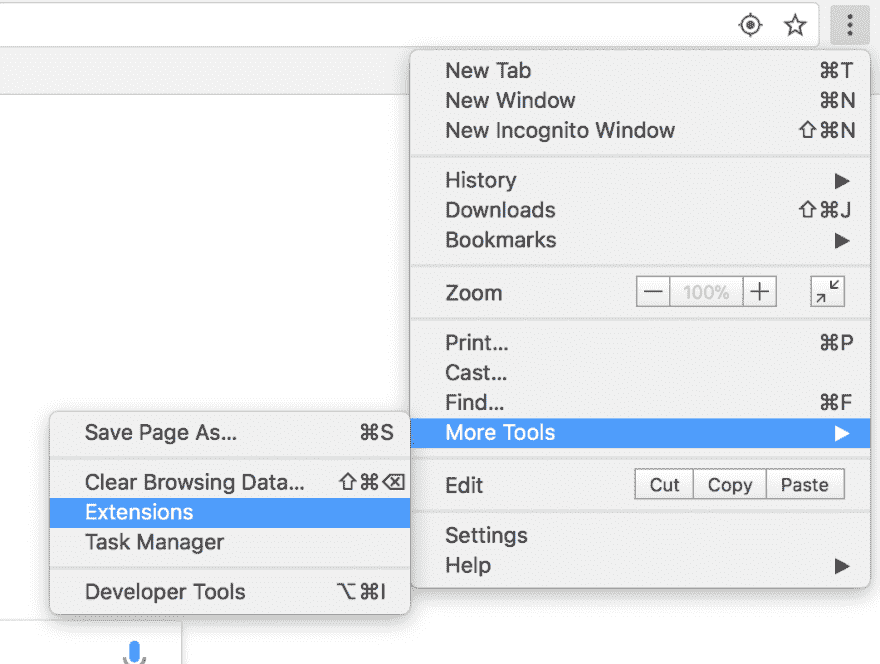 New Tab ⌘T
New Window ⌘N
New Incognito Window ⇧⌘N
History ▶
Downloads ⇧⌘J
Bookmarks ▶
Zoom — 100% +
Print... ⌘P
Cast...
Find... ⌘F
More Tools ▶
Edit Cut Copy Paste
Settings
Help ▶
Save Page As... ⌘S
Clear Browsing Data... ⇧⌘⌫
Extensions
Task Manager
Developer Tools ⌥⌘I